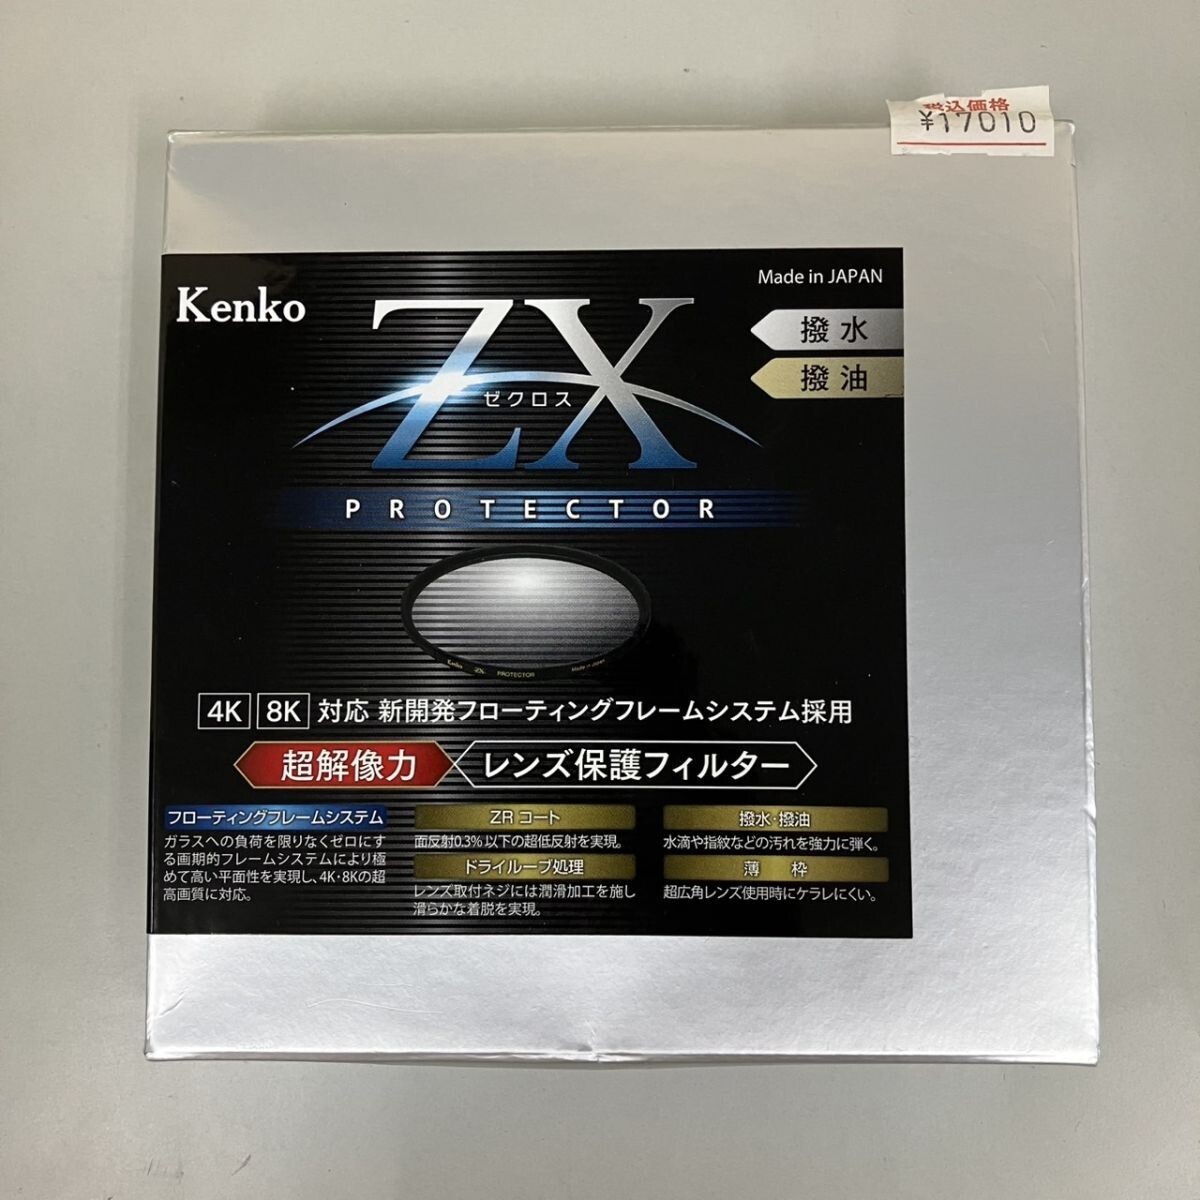 税込価格
¥17010
Made in JAPAN
Kenko
ZX
ゼクロス
撥水
撥油
PROTECTOR
Kenko ZX PROTECTOR Made in Japan
4K 8K 対応 新開発フローティングフレームシステム採用
超解像力 レンズ保護フィルター
フローティングフレームシステム
ガラスへの負荷を限りなくゼロにす
る画期的フレームシステムにより極
めて高い平面性を実現し、4K・8Kの超
高画質に対応。
ZR コート
面反射0.3%以下の超低反射を実現。
ドライルーブ処理
レンズ取付ネジには潤滑加工を施し
滑らかな着脱を実現。
撥水・撥油
水滴や指紋などの汚れを強力に弾く。
薄枠
超広角レンズ使用時にケラレにくい。